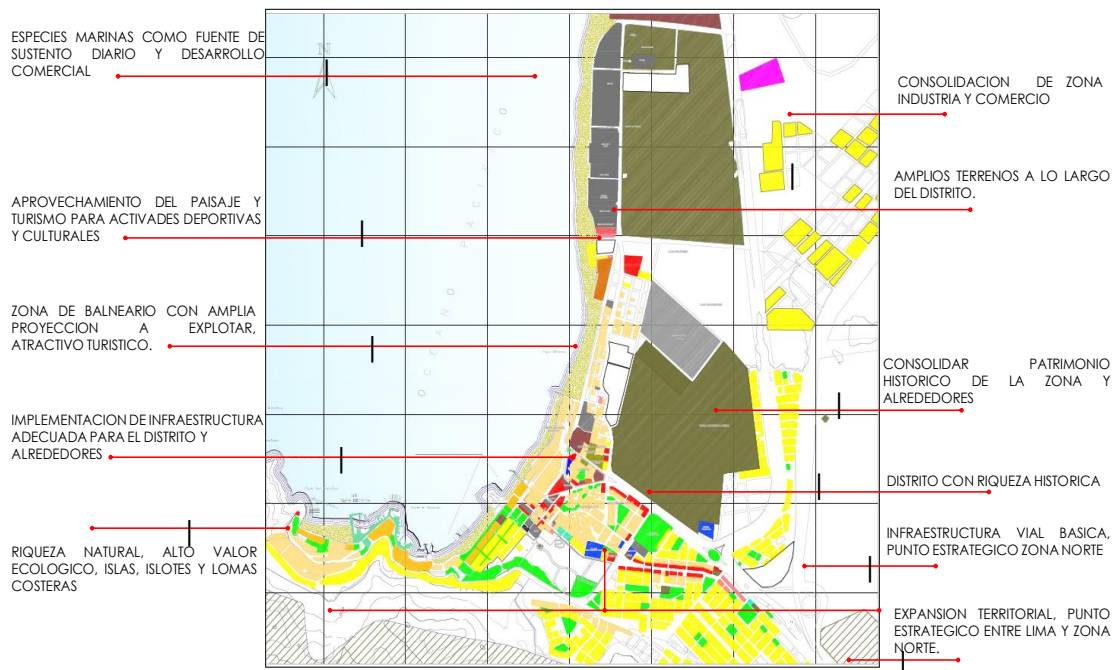 ESPECIES MARINAS COMO FUENTE DE
SUSTENTO DIARIO Y DESARROLLO
COMERCIAL
APROVECHAMIENTO DEL PAISAJE Y
TURISMO PARA ACTIVADES DEPORTIVAS
Y CULTURALES
ZONA DE BALNEARIO CON AMPLIA
PROYECCION A EXPLOTAR,
ATRACTIVO TURISTICO.
IMPLEMENTACION DE INFRAESTRUCTURA
ADECUADA PARA EL DISTRITO Y
ALREDEDORES
RIQUEZA NATURAL, ALTO VALOR
ECOLOGICO, ISLAS, ISLOTES Y LOMAS
COSTERAS
N
OCEANO PACIFICO
CONSOLIDACION DE ZONA
INDUSTRIA Y COMERCIO
AMPLIOS TERRENOS A LO LARGO
DEL DISTRITO.
CONSOLIDAR PATRIMONIO
HISTORICO DE LA ZONA Y
ALREDEDORES
DISTRITO CON RIQUEZA HISTORICA
INFRAESTRUCTURA VIAL BASICA,
PUNTO ESTRATEGICO ZONA NORTE
EXPANSION TERRITORIAL, PUNTO
ESTRATEGICO ENTRE LIMA Y ZONA
NORTE.